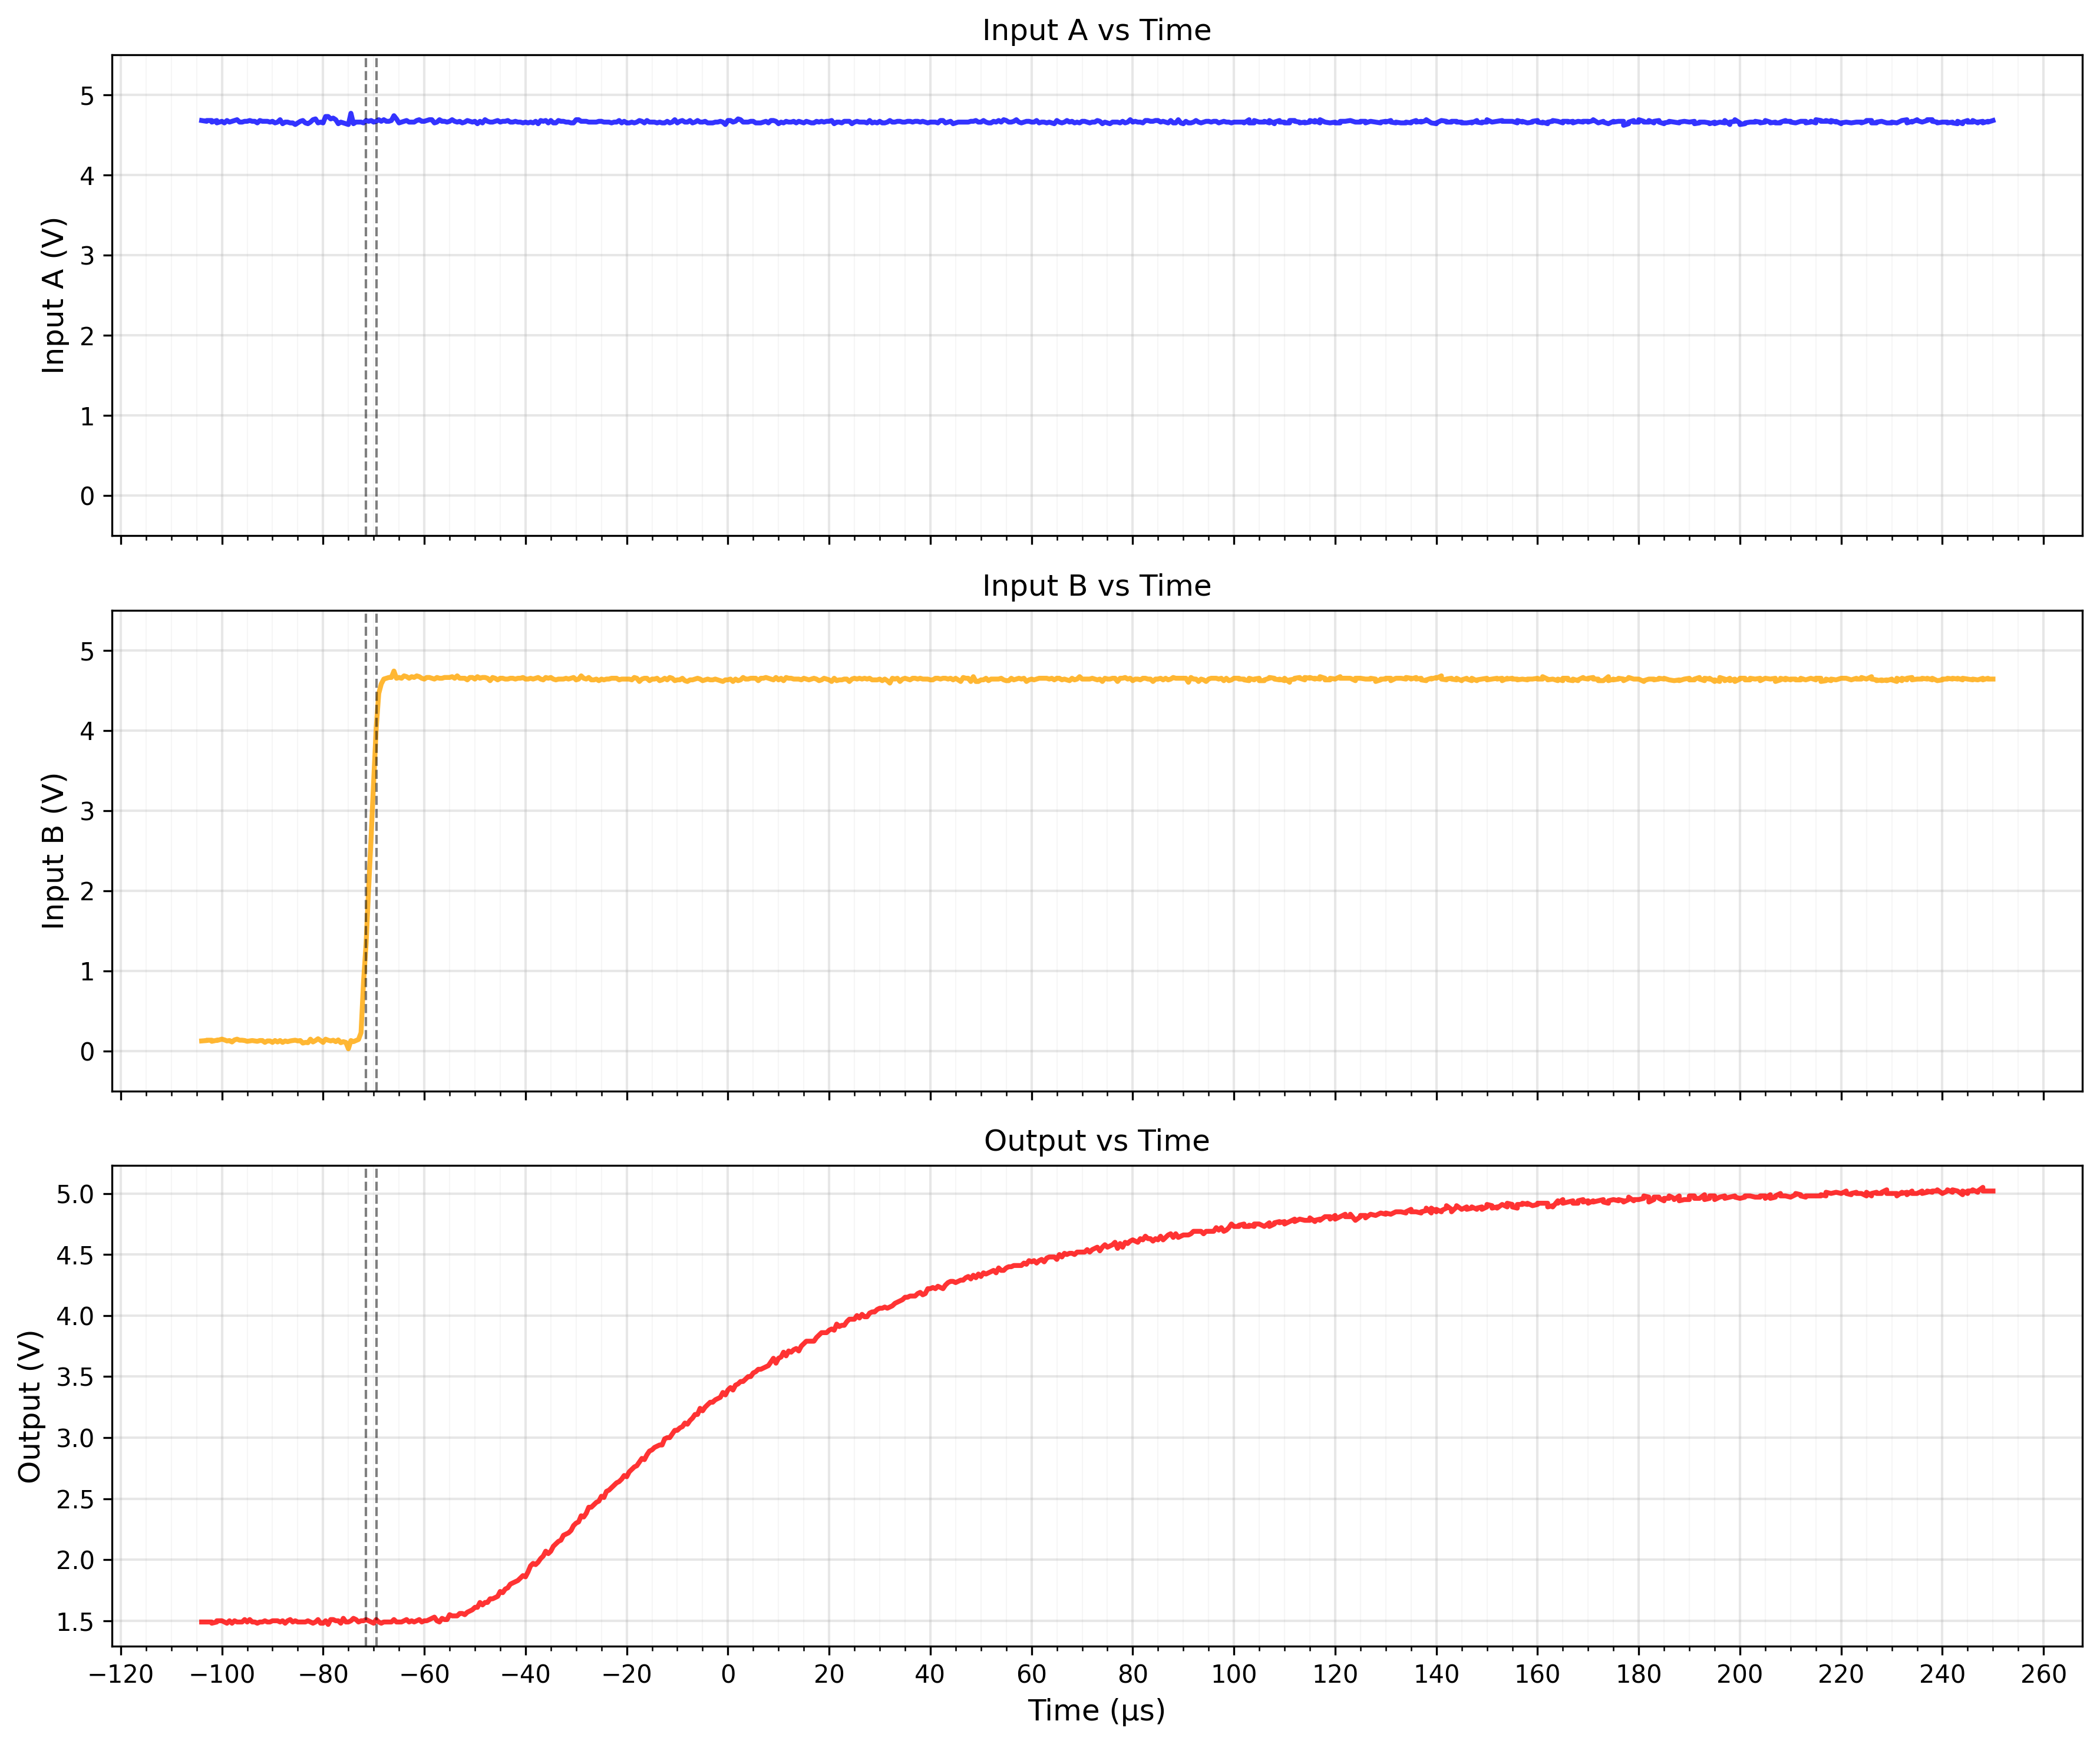 Input A vs Time
5
4
3
2
1
0
Input A (V)
Input B vs Time
5
4
3
2
1
0
Input B (V)
Output vs Time
5.0
4.5
4.0
3.5
3.0
2.5
2.0
1.5
Output (V)
−120 −100 −80 −60 −40 −20 0 20 40 60 80 100 120 140 160 180 200 220 240 260
Time (µs)